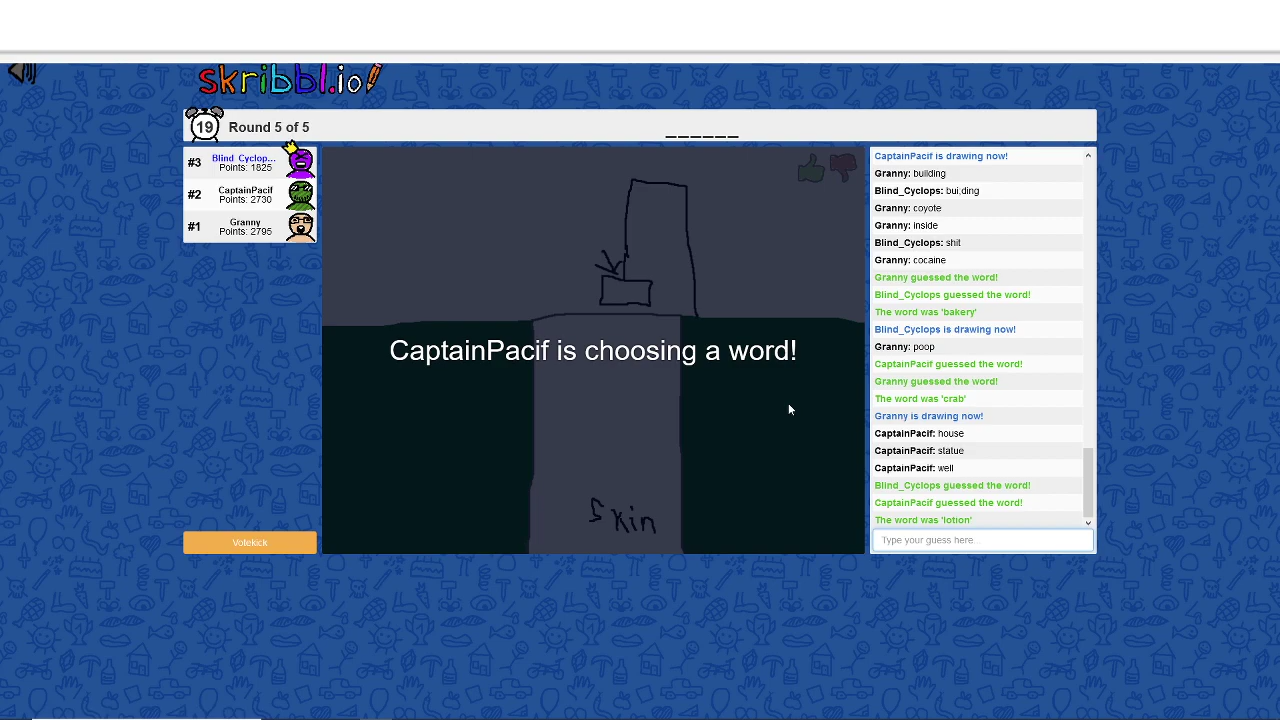 skribbl.io
19
Round 5 of 5
______
#3
Blind_Cyclop...
Points: 1825
#2
CaptainPacif
Points: 2730
#1
Granny
Points: 2795
Votekick
CaptainPacif is choosing a word!
Skin
CaptainPacif is drawing now!
Granny: building
Blind_Cyclops: bui;ding
Granny: coyote
Granny: inside
Blind_Cyclops: shit
Granny: cocaine
Granny guessed the word!
Blind_Cyclops guessed the word!
The word was 'bakery'
Blind_Cyclops is drawing now!
Granny: poop
CaptainPacif guessed the word!
Granny guessed the word!
The word was 'crab'
Granny is drawing now!
CaptainPacif: house
CaptainPacif: statue
CaptainPacif: well
Blind_Cyclops guessed the word!
CaptainPacif guessed the word!
The word was 'lotion'
Type your guess here...